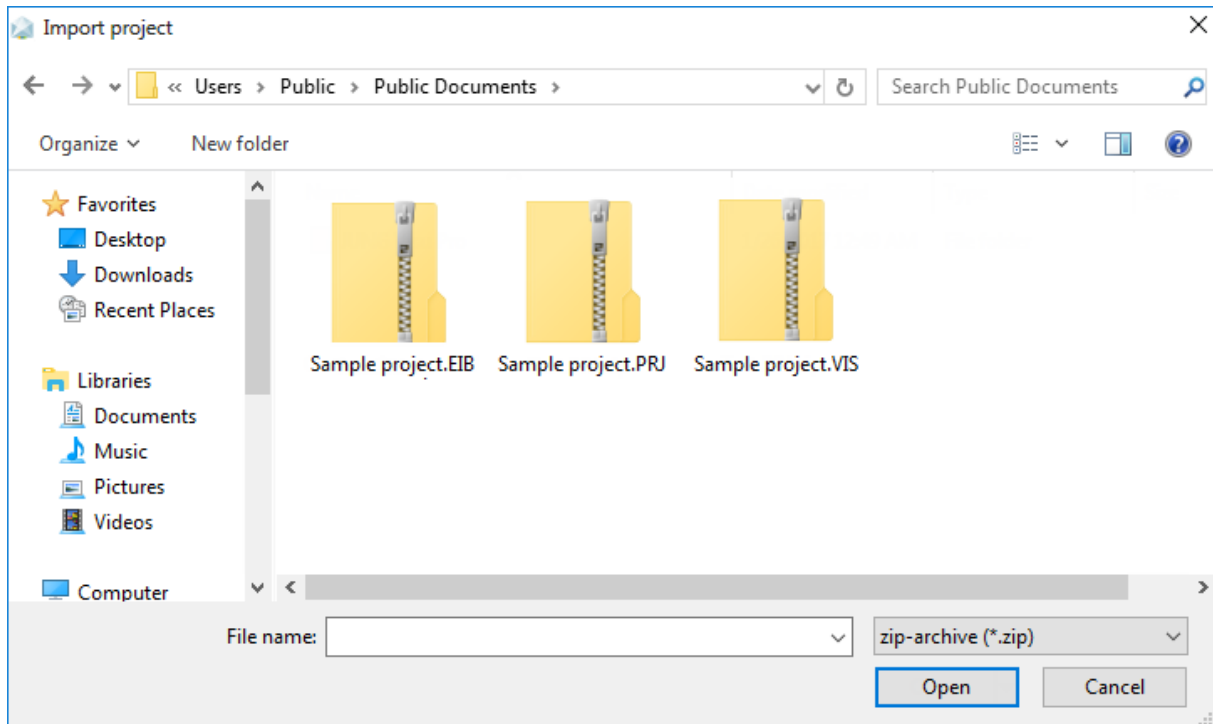 Import project
« Users > Public > Public Documents >
Search Public Documents
Organize
New folder
Favorites
Desktop
Downloads
Recent Places
Libraries
Documents
Music
Pictures
Videos
Computer
Sample project.EIB
Sample project.PRJ
Sample project.VIS
File name:
zip-archive (*.zip)
Open
Cancel